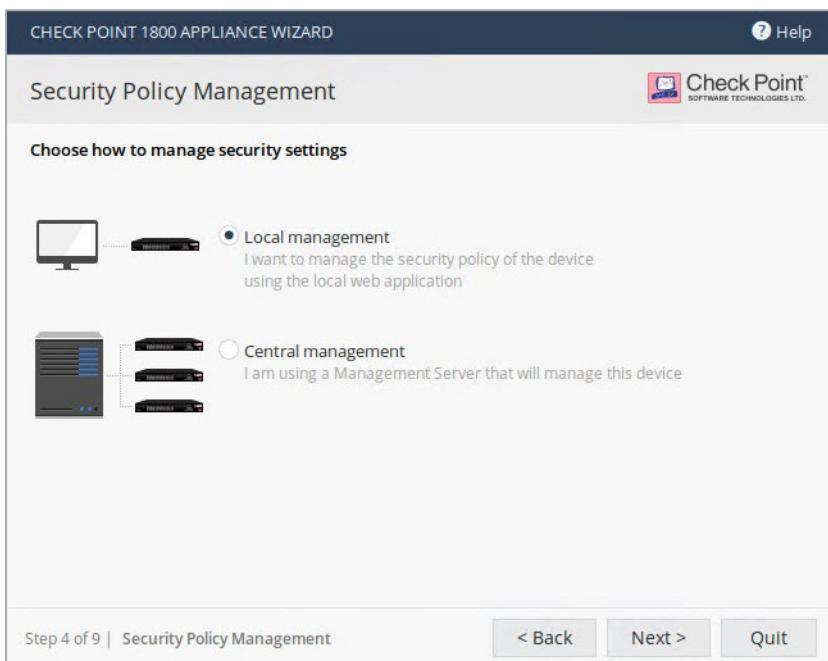 CHECK POINT 1800 APPLIANCE WIZARD
? Help
Security Policy Management
Check Point™
SOFTWARE TECHNOLOGIES LTD.
Choose how to manage security settings
Local management
I want to manage the security policy of the device
using the local web application
Central management
I am using a Management Server that will manage this device
Step 4 of 9 | Security Policy Management
< Back
Next >
Quit